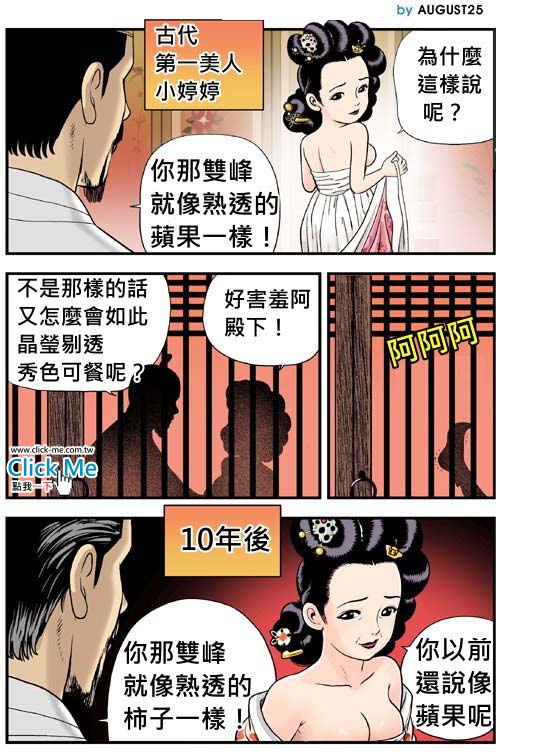 by AUGUST25
古代
第一美人
小婷婷
你那雙峰
就像熟透的
蘋果一樣！
為什麼
這樣說
呢？
不是那樣的話
又怎麼會如此
晶瑩剔透
秀色可餐呢？
好害羞阿
殿下！
阿阿阿
www.click-me.com.tw
Click Me
點我一下
10年後
你那雙峰
就像熟透的
柿子一樣！
你以前
還說像
蘋果呢